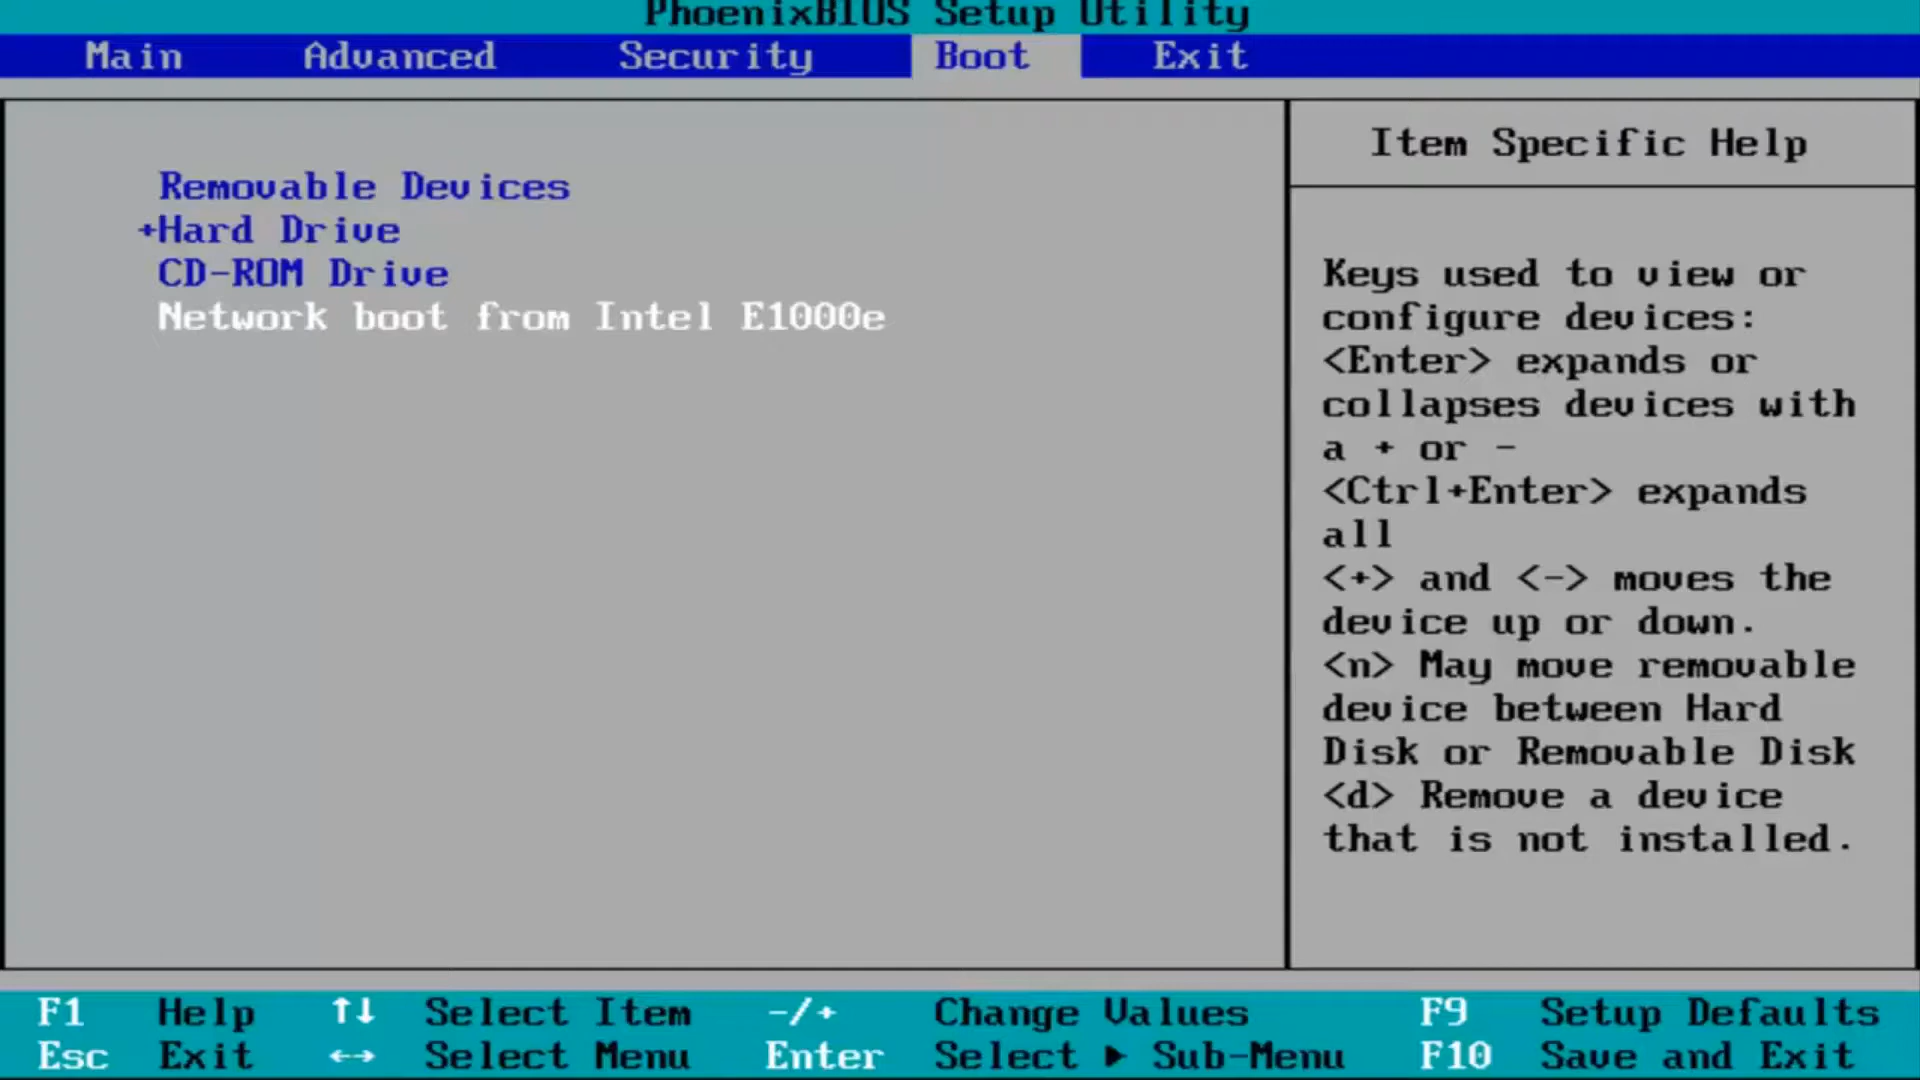 PhoenixBIOS Setup Utility
Main Advanced Security Boot Exit
Removable Devices
+Hard Drive
CD-ROM Drive
Network boot from Intel E1000e
Item Specific Help
Keys used to view or
configure devices:
<Enter> expands or
collapses devices with
a + or -
<Ctrl+Enter> expands
all
<+> and <-> moves the
device up or down.
<n> May move removable
device between Hard
Disk or Removable Disk
<d> Remove a device
that is not installed.
F1 Help ↑↓ Select Item -/+ Change Values F9 Setup Defaults
Esc Exit ↔ Select Menu Enter Select ▶ Sub-Menu F10 Save and Exit